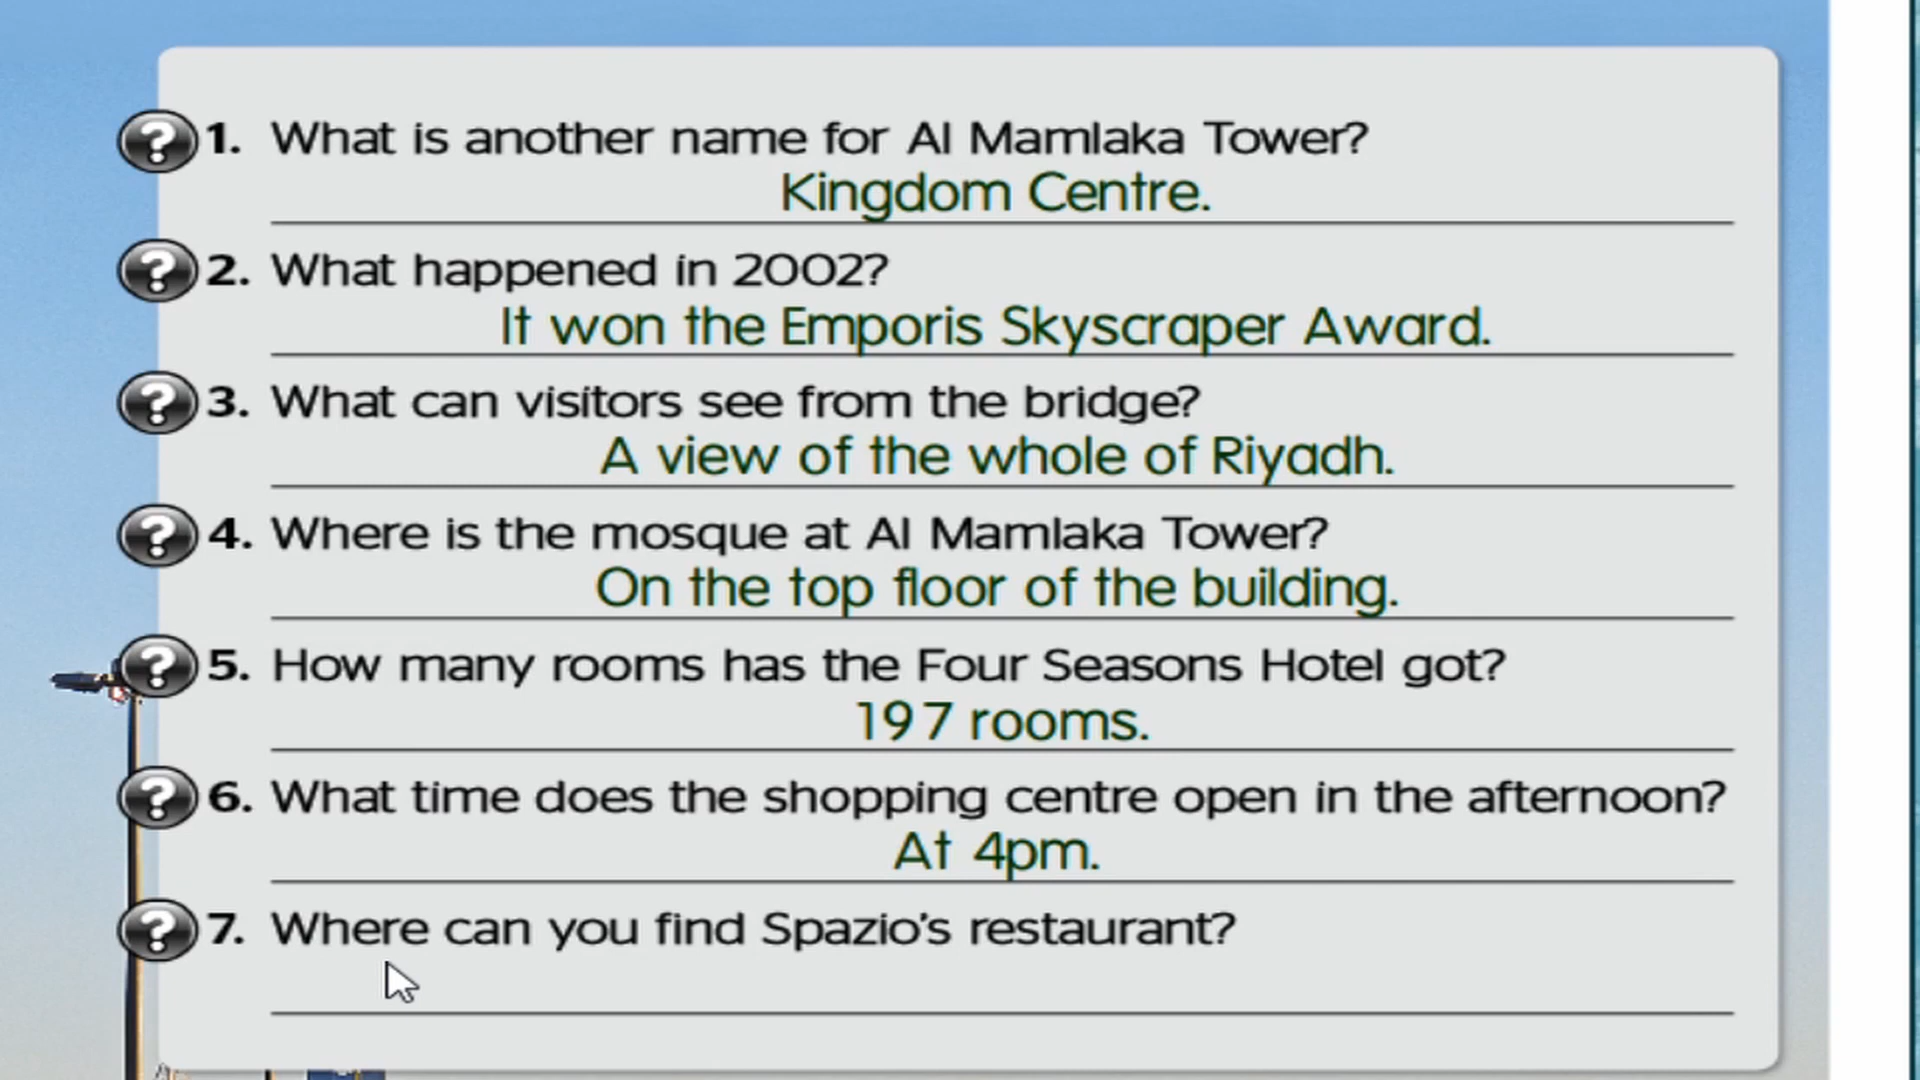 1. What is another name for Al Mamlaka Tower?
Kingdom Centre.
2. What happened in 2002?
It won the Emporis Skyscraper Award.
3. What can visitors see from the bridge?
A view of the whole of Riyadh.
4. Where is the mosque at Al Mamlaka Tower?
On the top floor of the building.
5. How many rooms has the Four Seasons Hotel got?
197 rooms.
6. What time does the shopping centre open in the afternoon?
At 4pm.
7. Where can you find Spazio's restaurant?